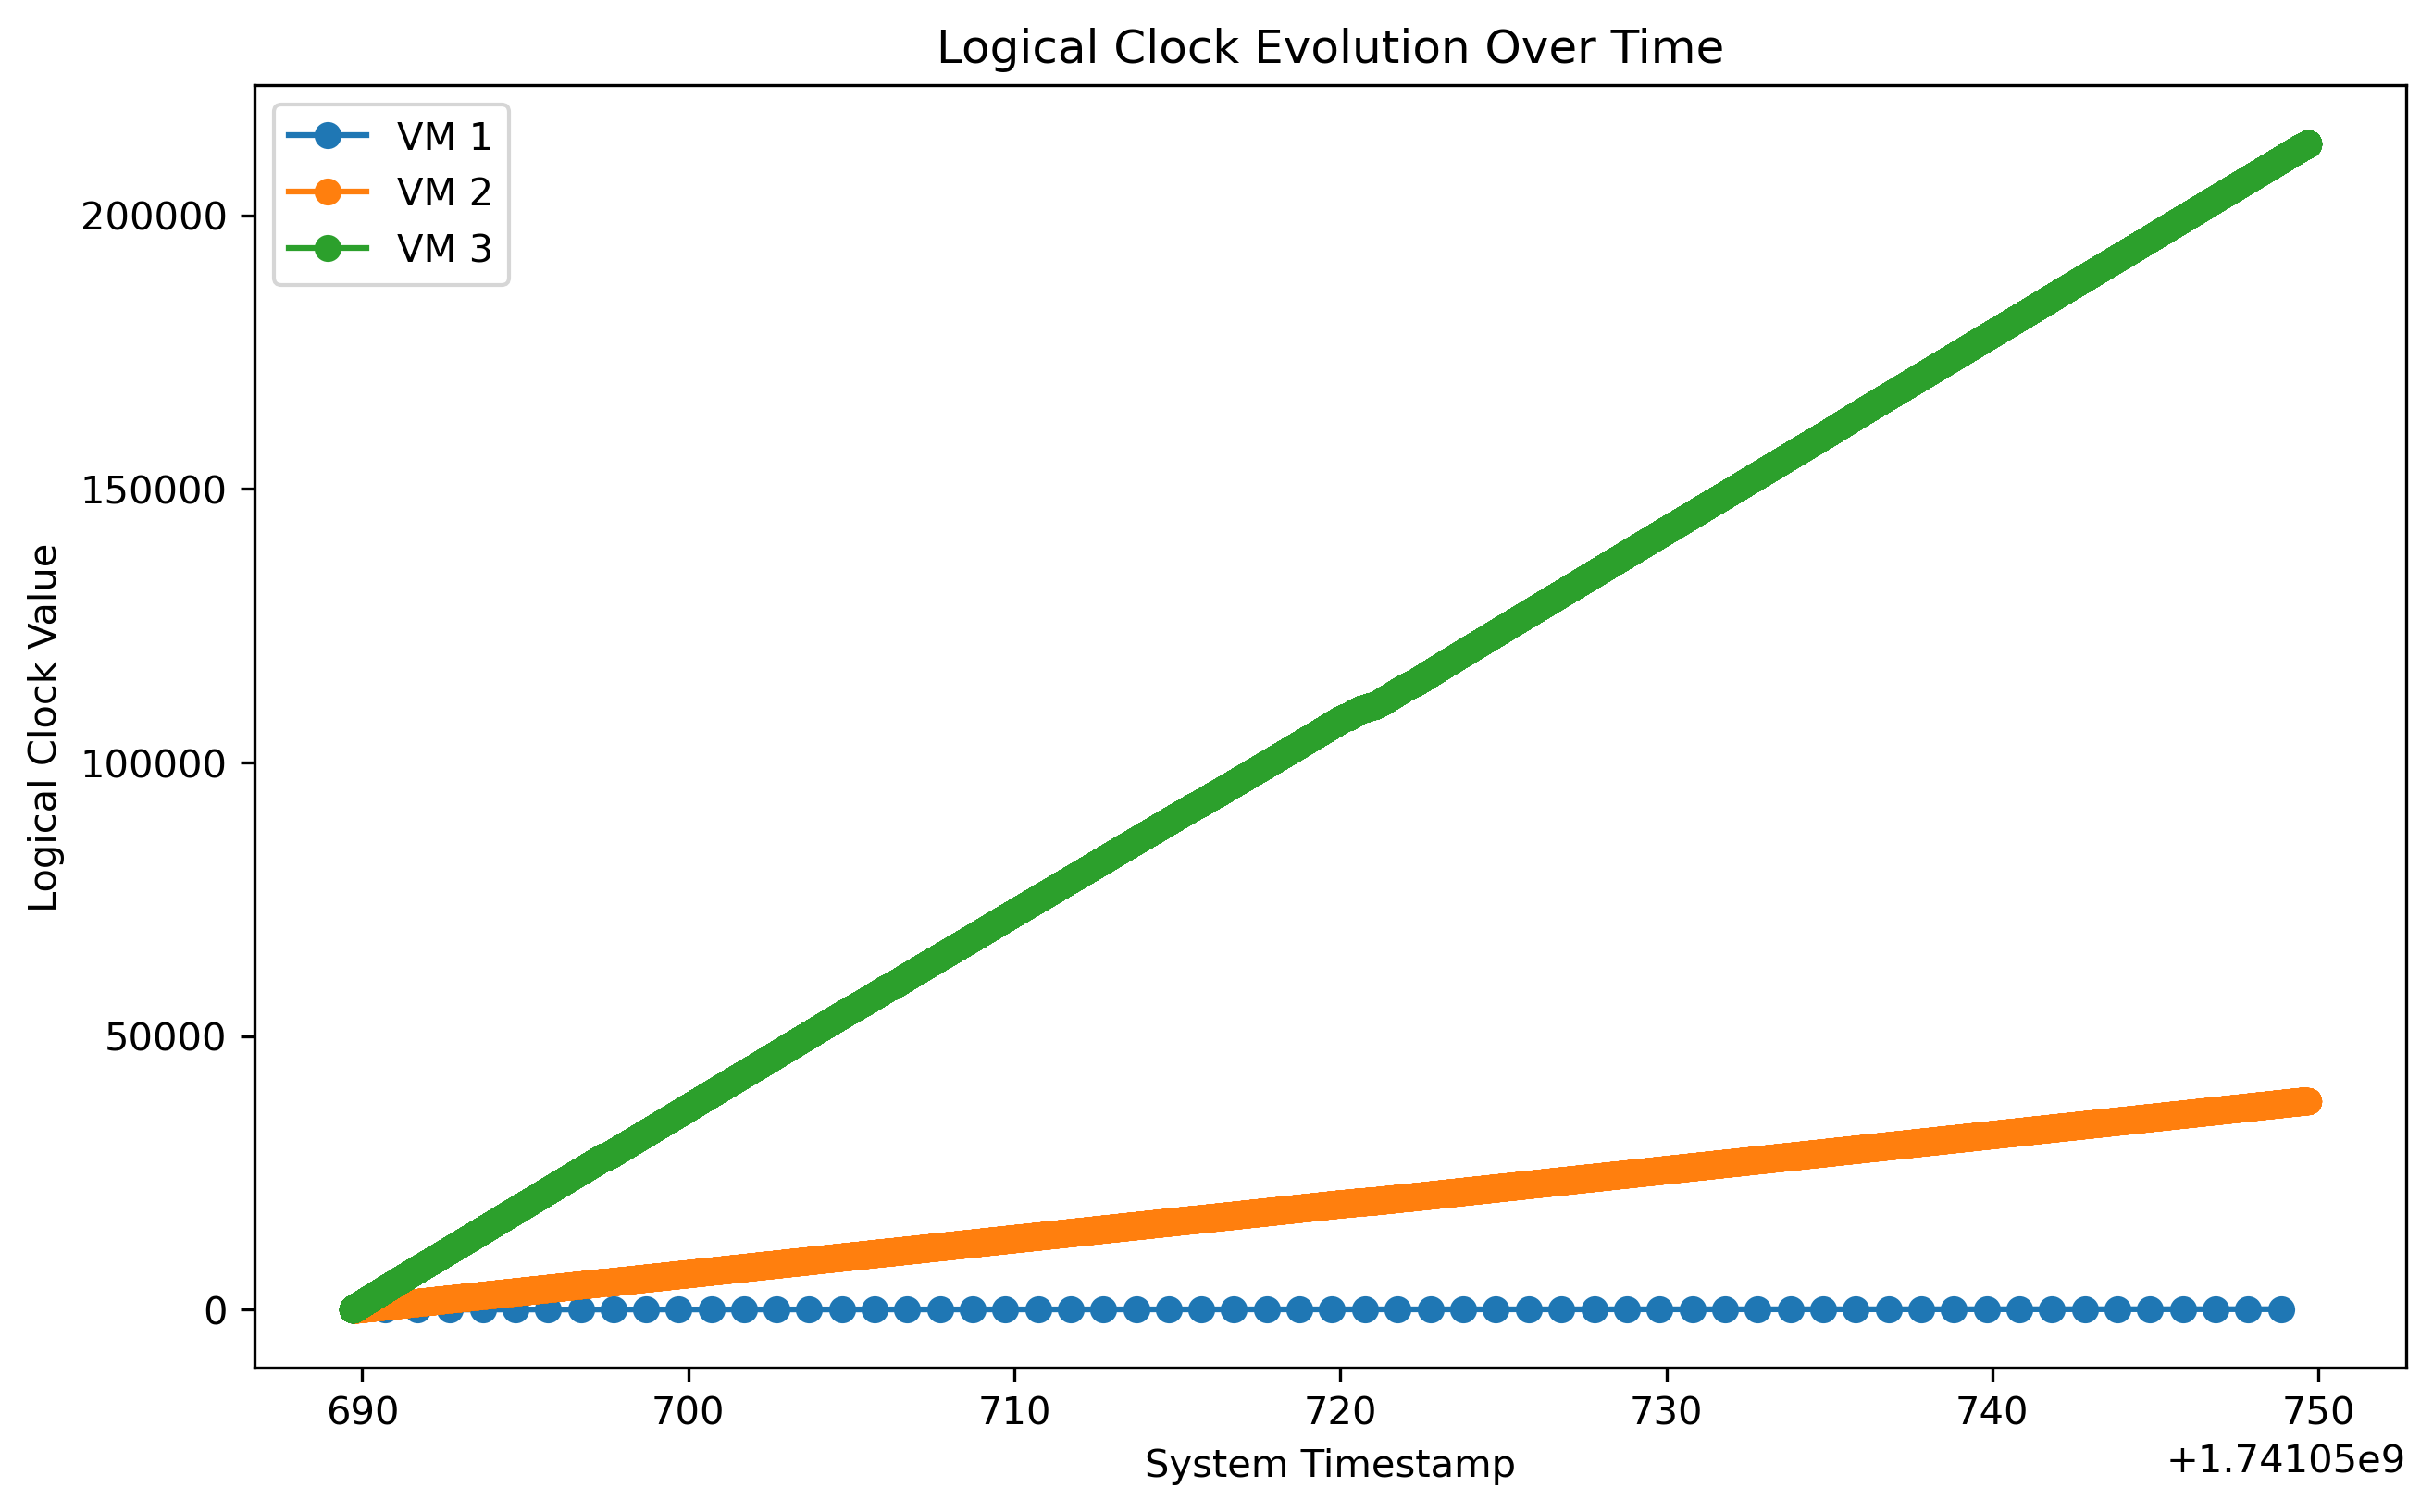 Logical Clock Evolution Over Time
VM 1
VM 2
VM 3
Logical Clock Value
200000
150000
100000
50000
0
690 700 710 720 730 740 750
System Timestamp
+1.74105e9